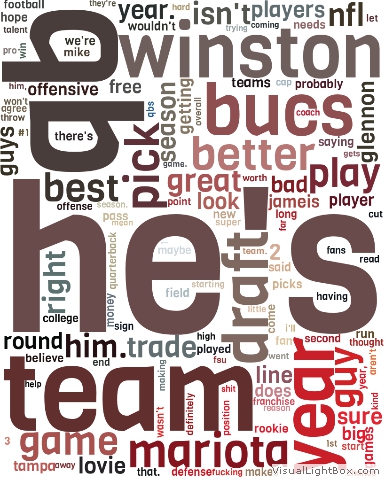 football
they're
year.
hard
isn't
players
nfl
let
hope
wouldn't
trying
coming
needs
talent
we're
mike
winston
pro
win
qb
him,
offensive
free
teams
cap
probably
won't
agree
throw
qbs
getting
overall
bucs
coach
glennon
guys
#1
there's
pick
season
saying
gets
better
game.
best
great
worth
bad
play
offense
season.
point
look
jameis
player
pass
mean
new
super
long
far
cut
he's
maybe
team.
2
fans
read
right
quarterback
said
field
starting
picks
having
draft
college
money
sign
little
come
i'll
fan
round
him.
trade
high
played
second
run
thought
believe
end
fsu
went
aren't
team
help
making
shit
line
does
franchise
reason
year
guy
year,
kind
wasn't
definitely
position
rookie
sure
big
james
3
game
mariota
1st
start
tampa
away
lovie
that.
defense
fucking
make
VisualLightBox.com